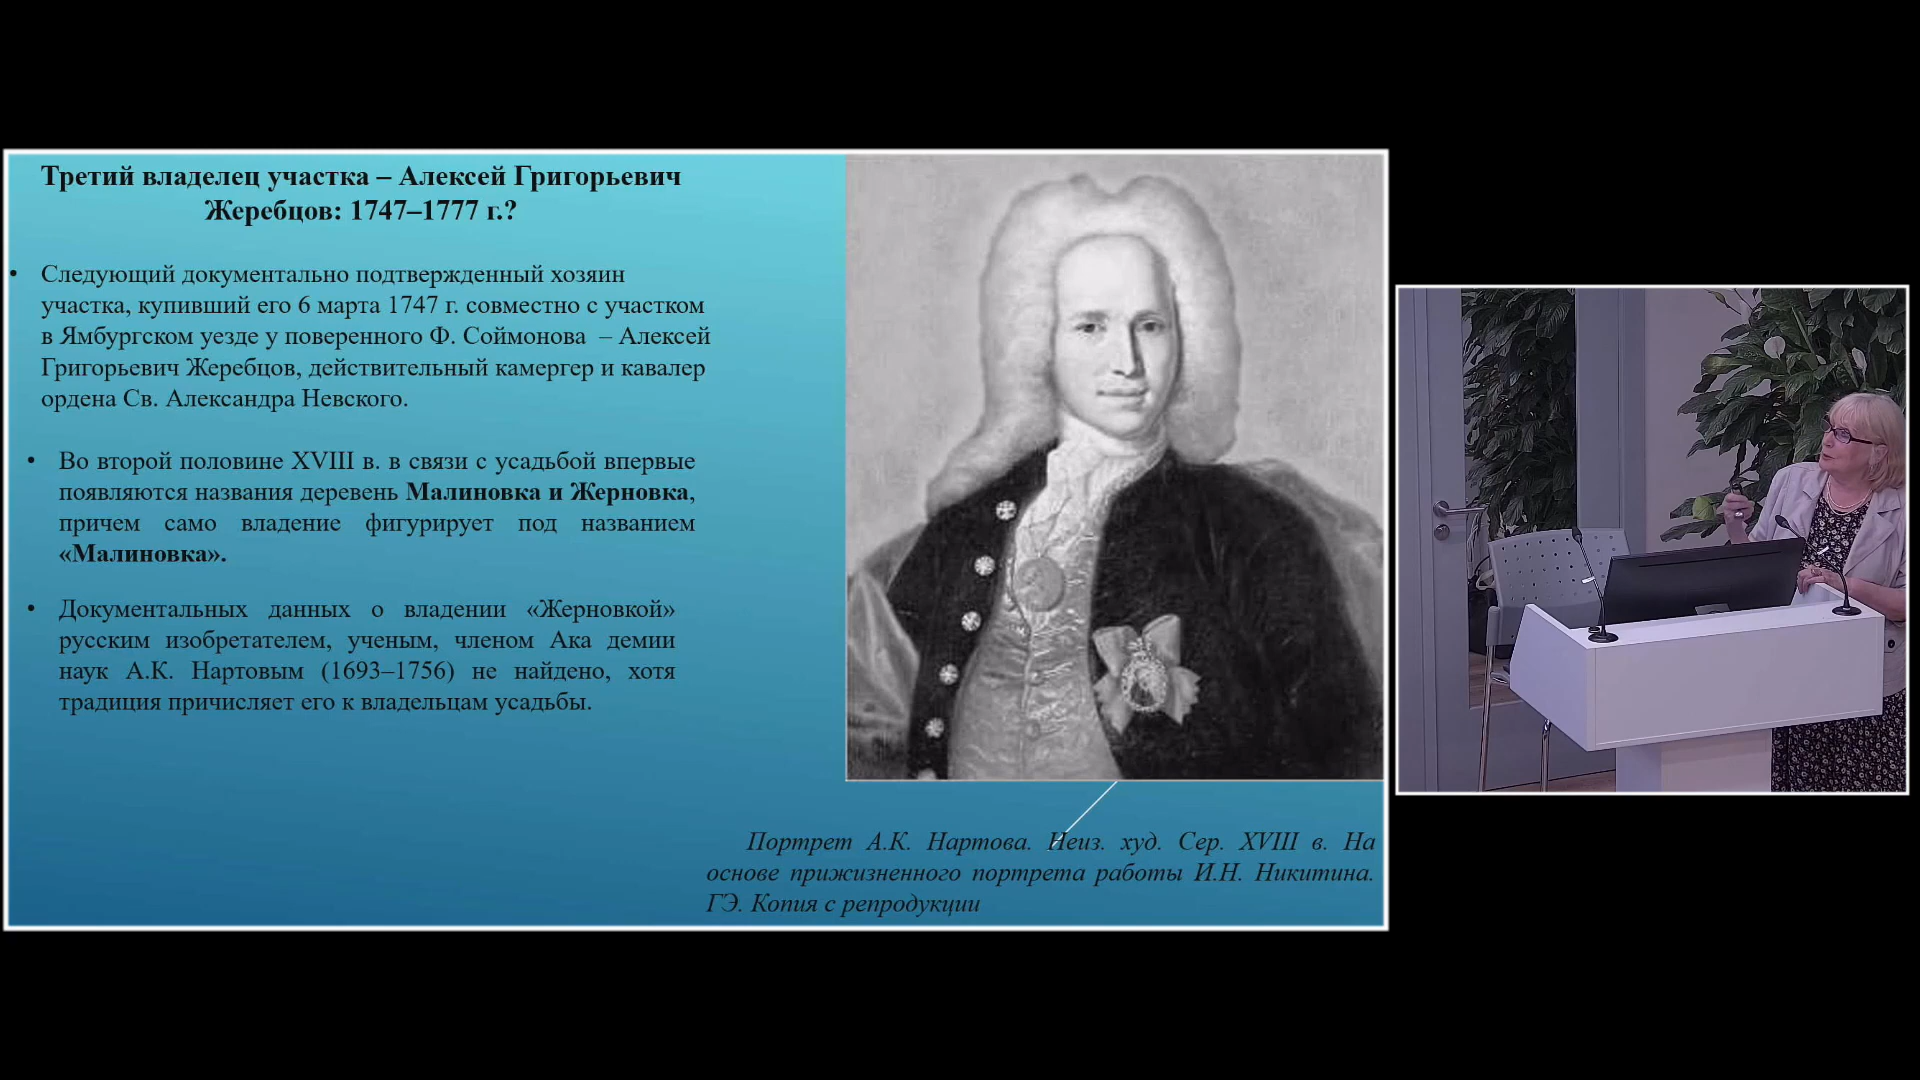 Третий владелец участка – Алексей Григорьевич
Жеребцов: 1747–1777 г.?
• Следующий документально подтвержденный хозяин
участка, купивший его 6 марта 1747 г. совместно с участком
в Ямбургском уезде у поверенного Ф. Соймонова – Алексей
Григорьевич Жеребцов, действительный камергер и кавалер
ордена Св. Александра Невского.
• Во второй половине XVIII в. в связи с усадьбой впервые
появляются названия деревень Малиновка и Жерновка,
причем само владение фигурирует под названием
«Малиновка».
• Документальных данных о владении «Жерновкой»
русским изобретателем, ученым, членом Ака демии
наук А.К. Нартовым (1693–1756) не найдено, хотя
традиция причисляет его к владельцам усадьбы.
Портрет А.К. Нартова. Неиз. худ. Сер. XVIII в. На
основе прижизненного портрета работы И.Н. Никитина.
ГЭ. Копия с репродукции